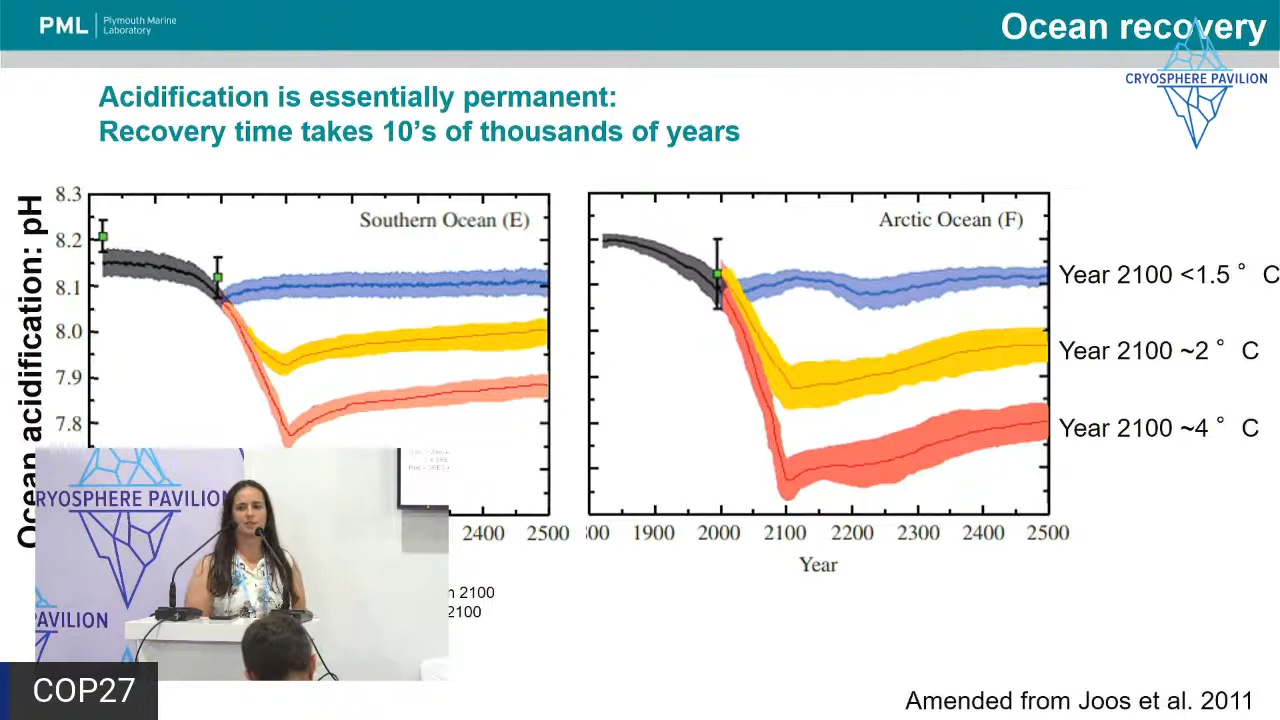 PML | Plymouth Marine
Laboratory
Ocean recovery
CRYOSPHERE PAVILION
Acidification is essentially permanent:
Recovery time takes 10's of thousands of years
Ocean acidification: pH
8.3
8.2
8.1
8.0
7.9
7.8
Southern Ocean (E)
2400 2500
Arctic Ocean (F)
1900 2000 2100 2200 2300 2400 2500
Year
Year 2100 <1.5 ° C
Year 2100 ~2 ° C
Year 2100 ~4 ° C
2100
2100
RYOSPHERE PAVILION
PAVILION
COP27
Amended from Joos et al. 2011